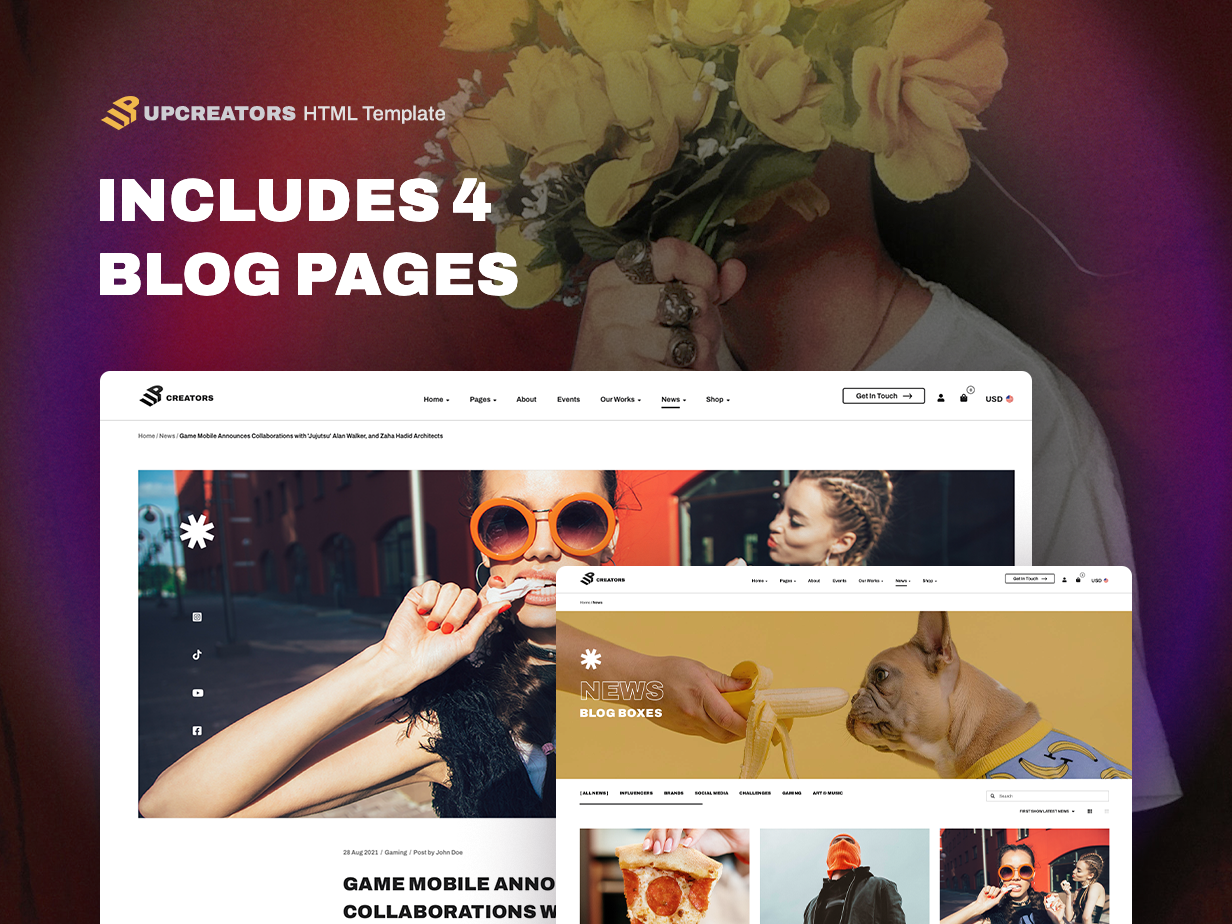 UPCREATORS HTML Template
INCLUDES 4
BLOG PAGES
CREATORS
Home
Pages
About
Events
Our Works
News
Shop
Get In Touch
0
USD
Home / News / Game Mobile Announces Collaborations with 'Jujutsu' Alan Walker, and Zaha Hadid Architects
28 Aug 2021 / Gaming / Post by John Doe
GAME MOBILE ANNO
COLLABORATIONS W
CREATORS
Home
Pages
About
Events
Our Works
News
Shop
Get In Touch
USD
Home / News
NEWS
BLOG BOXES
[ ALL NEWS ]
INFLUENCERS
BRANDS
SOCIAL MEDIA
CHALLENGES
GAMING
ART & MUSIC
Search
FIRST SHOW LATEST NEWS